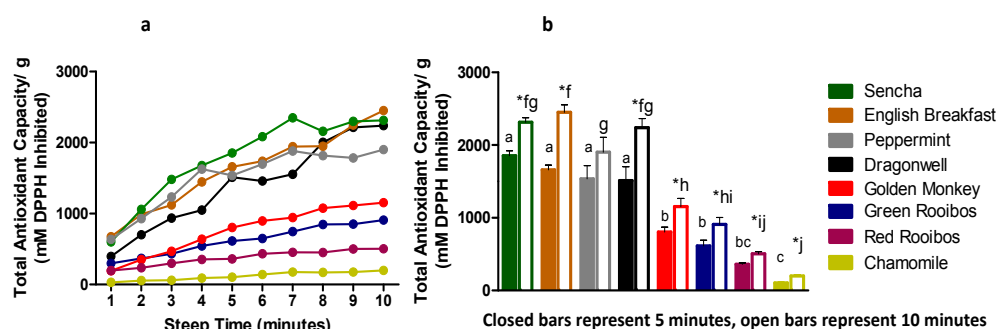 a
Total Antioxidant Capacity/ g
(mM DPPH Inhibited)
3000
2000
1000
0
1 2 3 4 5 6 7 8 9 10
Steep Time (minutes)
b
Total Antioxidant Capacity/ g
(mM DPPH Inhibited)
3000
2000
1000
0
a *fg a *f a g a *fg b *h b *hi bc *ij c *j
Closed bars represent 5 minutes, open bars represent 10 minutes
Sencha
English Breakfast
Peppermint
Dragonwell
Golden Monkey
Green Rooibos
Red Rooibos
Chamomile